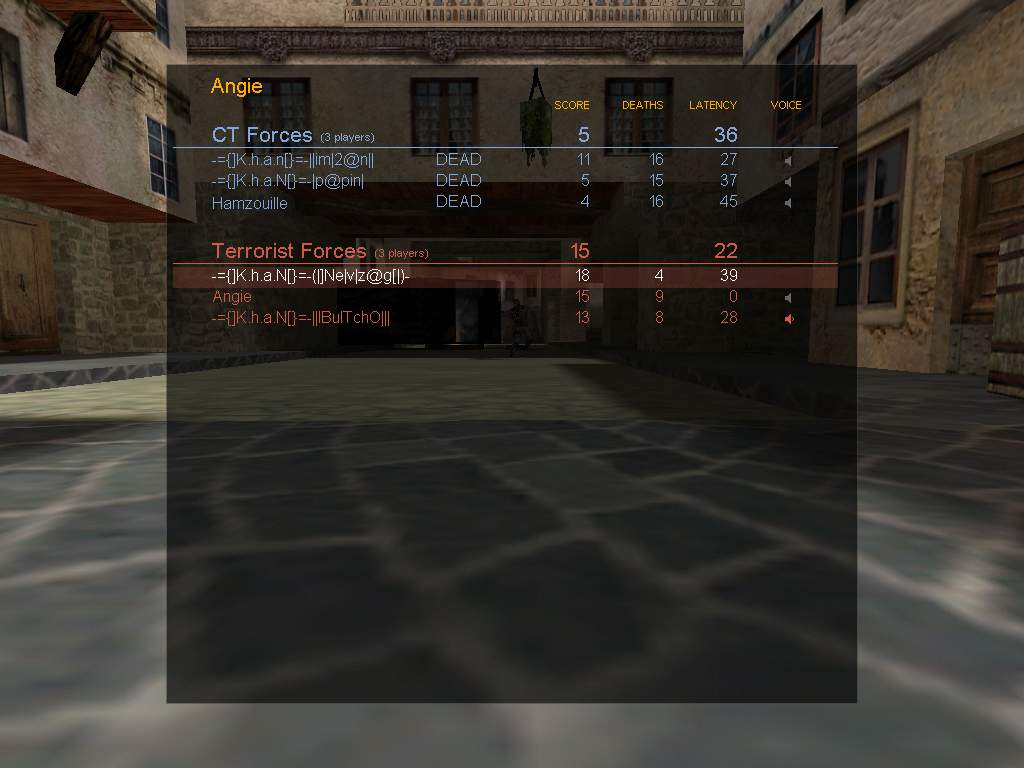 Angie
SCORE DEATHS LATENCY VOICE
CT Forces (3 players) 5 36
-={]K.h.a.n[}=-||im|2@n|| DEAD 11 16 27
-={]K.h.a.N[}=-|p@pin| DEAD 5 15 37
Hamzouille DEAD 4 16 45
Terrorist Forces (3 players) 15 22
-={]K.h.a.N[}=-([]Ne|v|z@g[])- 18 4 39
Angie 15 9 0
-={]K.h.a.N[}=-||IBulTchO||| 13 8 28